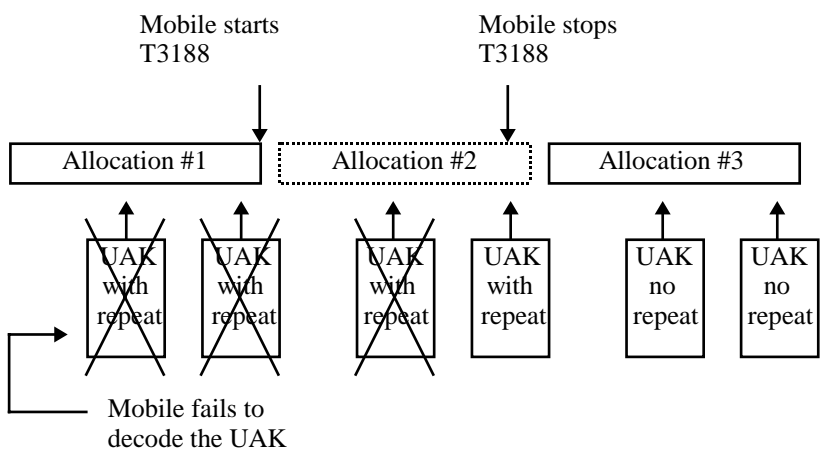 Mobile starts
T3188
Mobile stops
T3188
Allocation #1
Allocation #2
Allocation #3
UAK
with
repeat
UAK
with
repeat
UAK
with
repeat
UAK
with
repeat
UAK
no
repeat
UAK
no
repeat
Mobile fails to
decode the UAK